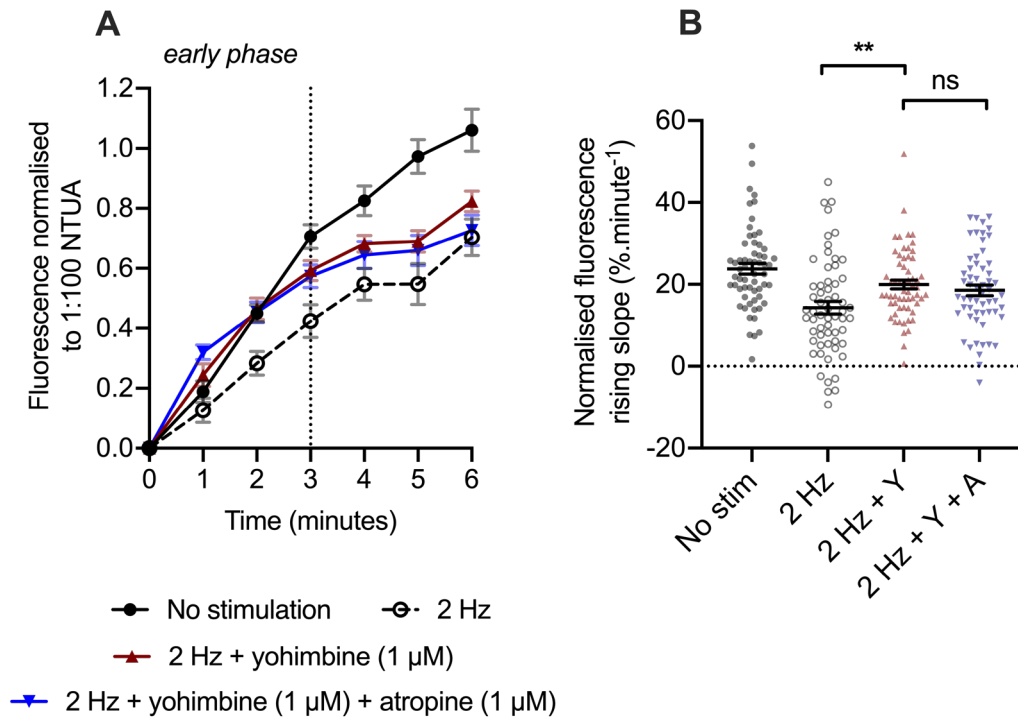 A
early phase
Fluorescence normalised
to 1:100 NTUA
1.2
1.0
0.8
0.6
0.4
0.2
0.0
0 1 2 3 4 5 6
Time (minutes)
B
**
ns
Normalised fluorescence
rising slope (%.minute⁻¹)
60
40
20
0
-20
No stim
2 Hz
2 Hz + Y
2 Hz + Y + A
No stimulation
2 Hz
2 Hz + yohimbine (1 µM)
2 Hz + yohimbine (1 µM) + atropine (1 µM)